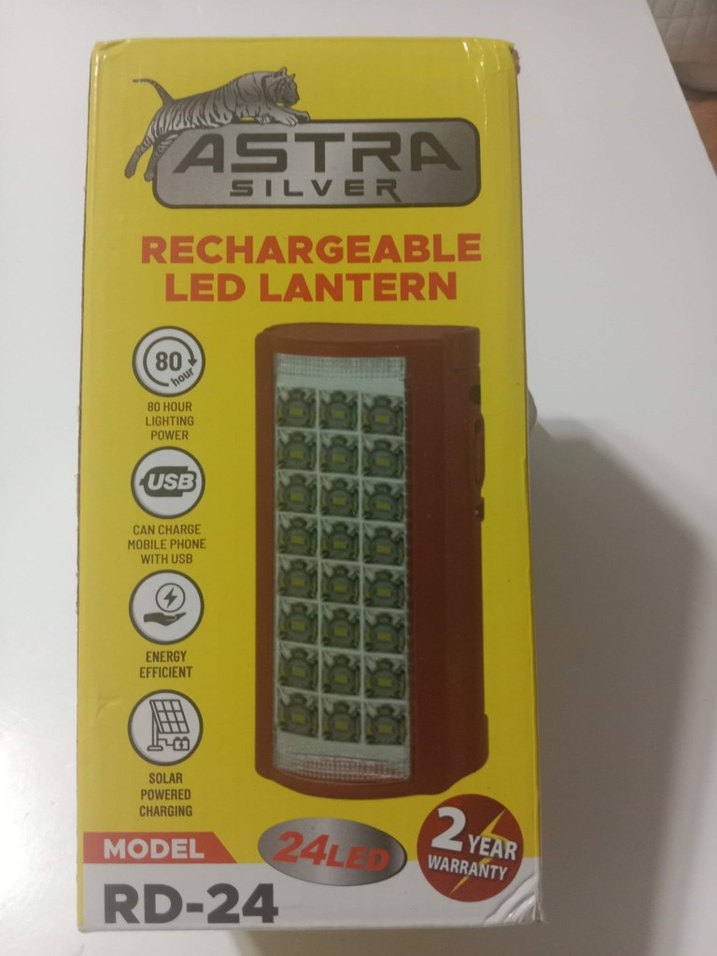 ASTRA
SILVER
RECHARGEABLE
LED LANTERN
80
hour
80 HOUR
LIGHTING
POWER
USB
CAN CHARGE
MOBILE PHONE
WITH USB
ENERGY
EFFICIENT
SOLAR
POWERED
CHARGING
MODEL
RD-24
24LED
2 YEAR
WARRANTY